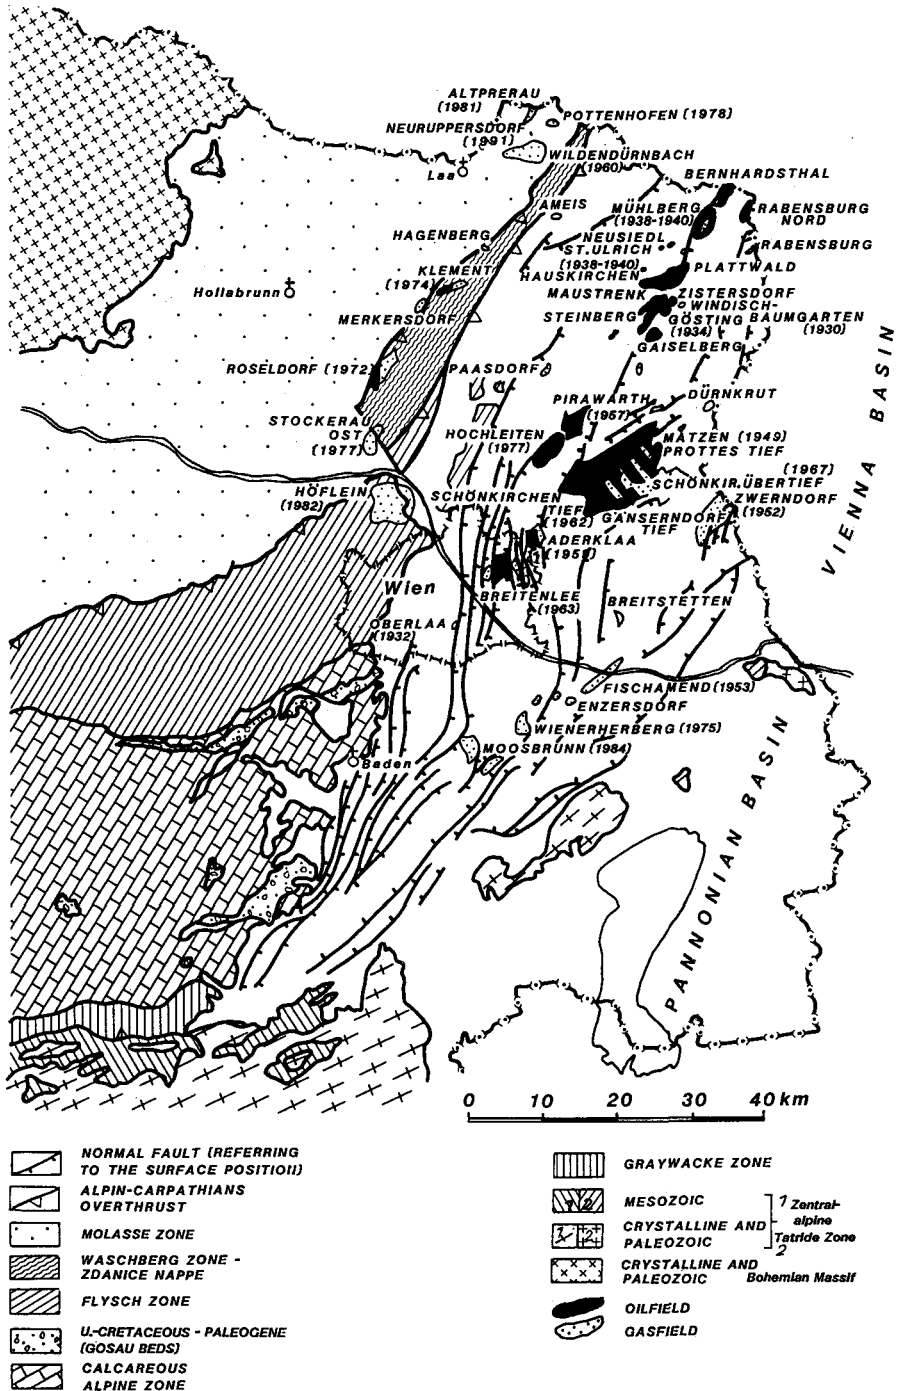 ALTPRERAU
(1981)
POTTENHOFEN (1978)
NEURUPPERSDORF
(1991)
WILDENDÜRNBACH
(1960)
Laa
BERNHARDSTHAL
AMEIS
MÜHLBERG
(1938-1940)
RABENSBURG
NORD
HAGENBERG
NEUSIEDL
ST.ULRICH
(1938-1940)
RABENSBURG
KLEMENT
(1974)
HAUSKIRCHEN
PLATTWALD
Hollabrunn
MAUSTRENK
ZISTERSDORF
WINDISCH-
MERKERSDORF
STEINBERG
GÖSTING
(1934)
BAUMGARTEN
(1930)
GAISELBERG
VIENNA BASIN
ROSELDORF (1972)
PAASDORF
PIRAWARTH
(1957)
DÜRNKRUT
STOCKERAU
OST
(1977)
HOCHLEITEN
(1977)
MATZEN (1949)
PROTTES TIEF
(1967)
SCHÖNKIR.ÜBERTIEF
HÖFLEIN
(1982)
SCHÖNKIRCHEN
TIEF
(1962)
ZWERNDORF
(1952)
GÄNSERNDORF
TIEF
ADERKLAA
Wien
BREITENLEE
(1963)
BREITSTETTEN
OBERLAA
(1932)
FISCHAMEND (1953)
ENZERSDORF
WIENERHERBERG (1975)
MOOSBRUNN (1984)
Baden
PANNONIAN BASIN
0 10 20 30 40 km
NORMAL FAULT (REFERRING
TO THE SURFACE POSITION)
ALPIN-CARPATHIANS
OVERTHRUST
MOLASSE ZONE
WASCHBERG ZONE -
ZDANICE NAPPE
FLYSCH ZONE
U.-CRETACEOUS - PALEOGENE
(GOSAU BEDS)
CALCAREOUS
ALPINE ZONE
GRAYWACKE ZONE
1 2
MESOZOIC
1 2
CRYSTALLINE AND
PALEOZOIC
1 Zentral-
alpine
Tatride Zone
2
CRYSTALLINE AND
PALEOZOIC Bohemian Massif
OILFIELD
GASFIELD